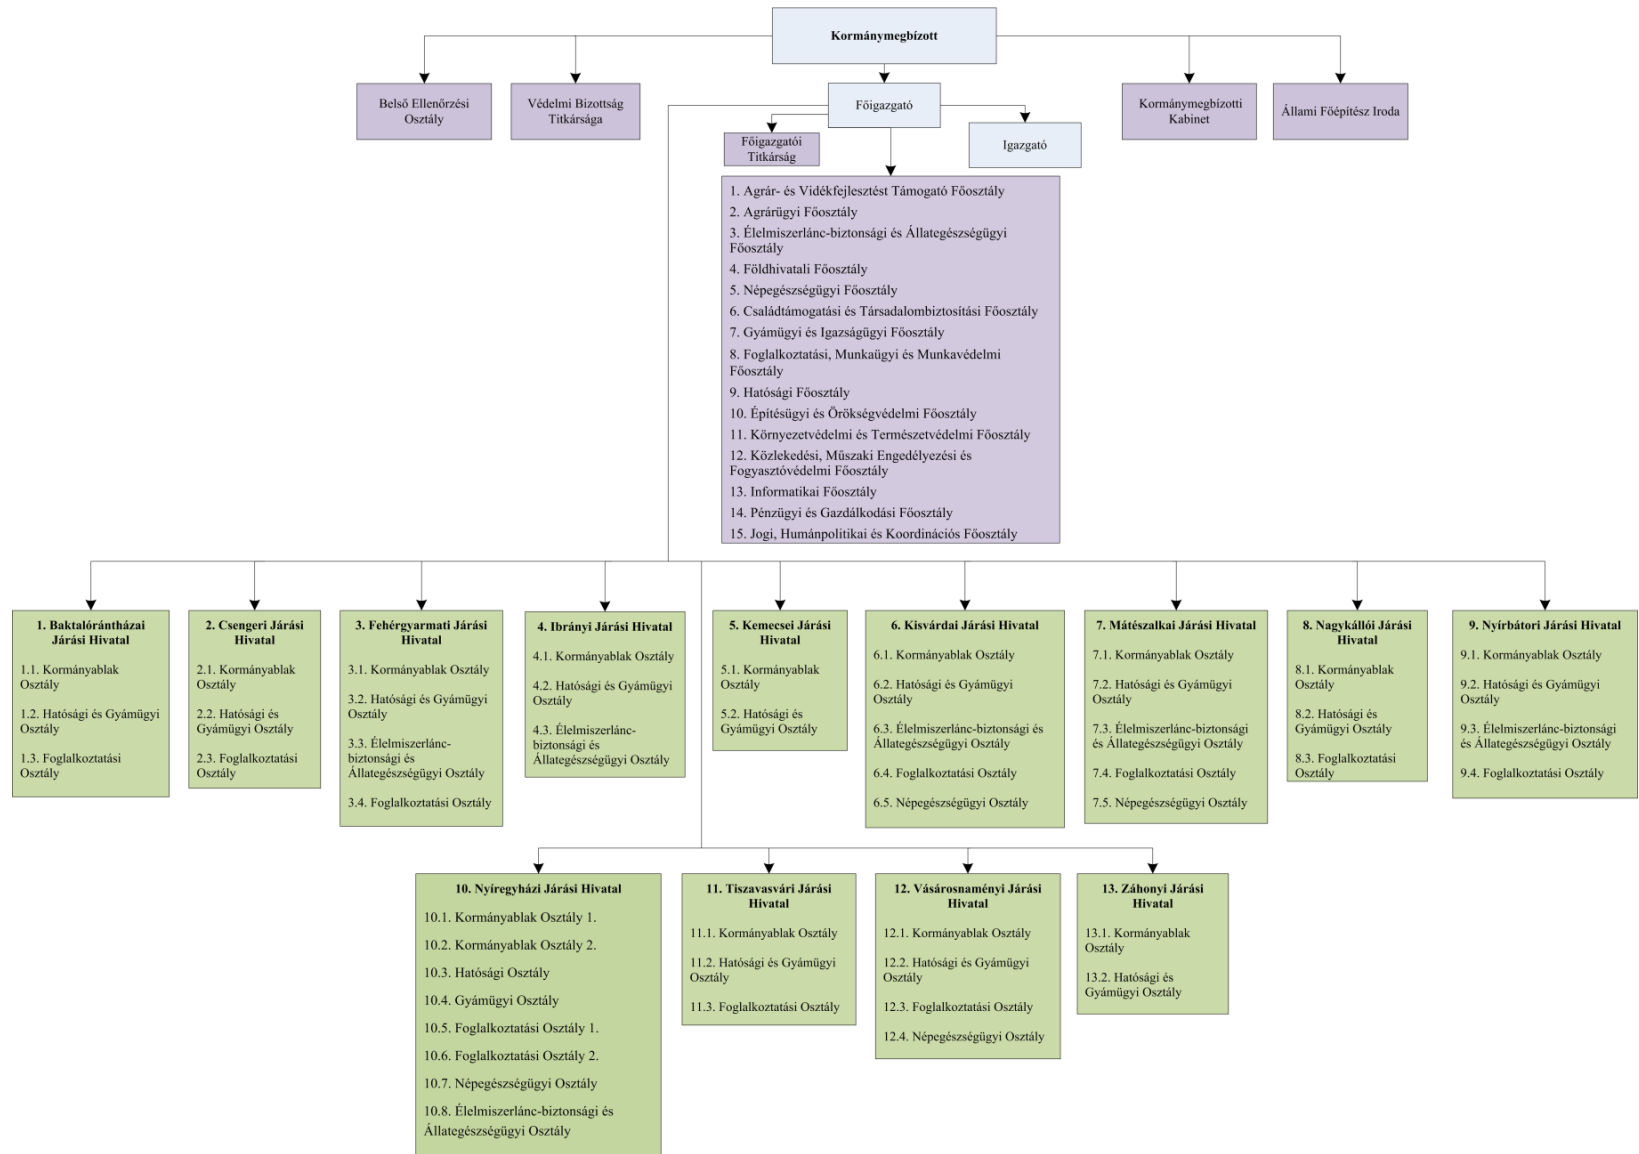 Kormánymegbízott
Belső Ellenőrzési
Osztály
Védelmi Bizottság
Titkársága
Főigazgató
Kormánymegbízotti
Kabinet
Állami Főépítész Iroda
Főigazgatói
Titkárság
Igazgató
1. Agrár- és Vidékfejlesztést Támogató Főosztály
2. Agrárügyi Főosztály
3. Élelmiszerlánc-biztonsági és Állategészségügyi
Főosztály
4. Földhivatali Főosztály
5. Népegészségügyi Főosztály
6. Családtámogatási és Társadalombiztosítási Főosztály
7. Gyámügyi és Igazságügyi Főosztály
8. Foglalkoztatási, Munkaügyi és Munkavédelmi
Főosztály
9. Hatósági Főosztály
10. Építésügyi és Örökségvédelmi Főosztály
11. Környezetvédelmi és Természetvédelmi Főosztály
12. Közlekedési, Műszaki Engedélyezési és
Fogyasztóvédelmi Főosztály
13. Informatikai Főosztály
14. Pénzügyi és Gazdálkodási Főosztály
15. Jogi, Humánpolitikai és Koordinációs Főosztály
1. Baktalórántházai
Járási Hivatal
1.1. Kormányablak
Osztály
1.2. Hatósági és Gyámügyi
Osztály
1.3. Foglalkoztatási
Osztály
2. Csengeri Járási
Hivatal
2.1. Kormányablak
Osztály
2.2. Hatósági és
Gyámügyi Osztály
2.3. Foglalkoztatási
Osztály
3. Fehérgyarmati Járási
Hivatal
3.1. Kormányablak Osztály
3.2. Hatósági és Gyámügyi
Osztály
3.3. Élelmiszerlánc-
biztonsági és
Állategészségügyi Osztály
3.4. Foglalkoztatási Osztály
4. Ibrányi Járási Hivatal
4.1. Kormányablak Osztály
4.2. Hatósági és Gyámügyi
Osztály
4.3. Élelmiszerlánc-
biztonsági és
Állategészségügyi Osztály
5. Kemecsei Járási
Hivatal
5.1. Kormányablak
Osztály
5.2. Hatósági és
Gyámügyi Osztály
6. Kisvárdai Járási Hivatal
6.1. Kormányablak Osztály
6.2. Hatósági és Gyámügyi
Osztály
6.3. Élelmiszerlánc-biztonsági és
Állategészségügyi Osztály
6.4. Foglalkoztatási Osztály
6.5. Népegészségügyi Osztály
7. Mátészalkai Járási Hivatal
7.1. Kormányablak Osztály
7.2. Hatósági és Gyámügyi
Osztály
7.3. Élelmiszerlánc-biztonsági
és Állategészségügyi Osztály
7.4. Foglalkoztatási Osztály
7.5. Népegészségügyi Osztály
8. Nagykállói Járási
Hivatal
8.1. Kormányablak
Osztály
8.2. Hatósági és
Gyámügyi Osztály
8.3. Foglalkoztatási
Osztály
9. Nyírbátori Járási Hivatal
9.1. Kormányablak Osztály
9.2. Hatósági és Gyámügyi
Osztály
9.3. Élelmiszerlánc-biztonsági
és Állategészségügyi Osztály
9.4. Foglalkoztatási Osztály
10. Nyíregyházi Járási Hivatal
10.1. Kormányablak Osztály 1.
10.2. Kormányablak Osztály 2.
10.3. Hatósági Osztály
10.4. Gyámügyi Osztály
10.5. Foglalkoztatási Osztály 1.
10.6. Foglalkoztatási Osztály 2.
10.7. Népegészségügyi Osztály
10.8. Élelmiszerlánc-biztonsági és
Állategészségügyi Osztály
11. Tiszavasvári Járási
Hivatal
11.1. Kormányablak Osztály
11.2. Hatósági és Gyámügyi
Osztály
11.3. Foglalkoztatási Osztály
12. Vásárosnaményi Járási
Hivatal
12.1. Kormányablak Osztály
12.2. Hatósági és Gyámügyi
Osztály
12.3. Foglalkoztatási Osztály
12.4. Népegészségügyi Osztály
13. Záhonyi Járási
Hivatal
13.1. Kormányablak
Osztály
13.2. Hatósági és
Gyámügyi Osztály